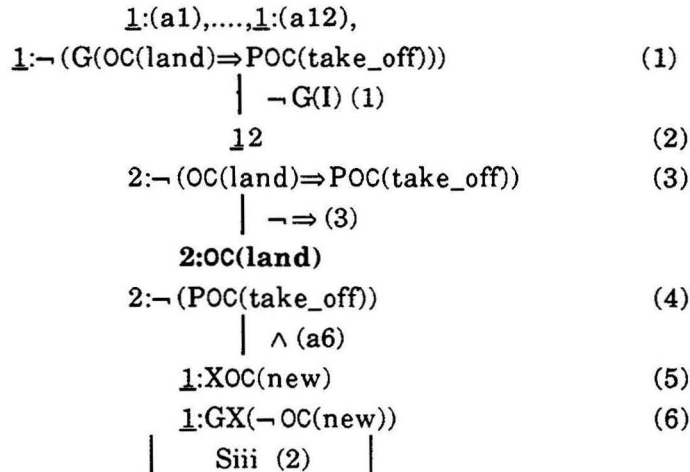 1:(a1),....,1:(a12),
1:¬(G(OC(land)⇒POC(take_off))) (1)
¬G(I) (1)
12 (2)
2:¬(OC(land)⇒POC(take_off)) (3)
¬⇒ (3)
2:OC(land)
2:¬(POC(take_off)) (4)
∧ (a6)
1:XOC(new) (5)
1:GX(¬OC(new)) (6)
Siii (2)